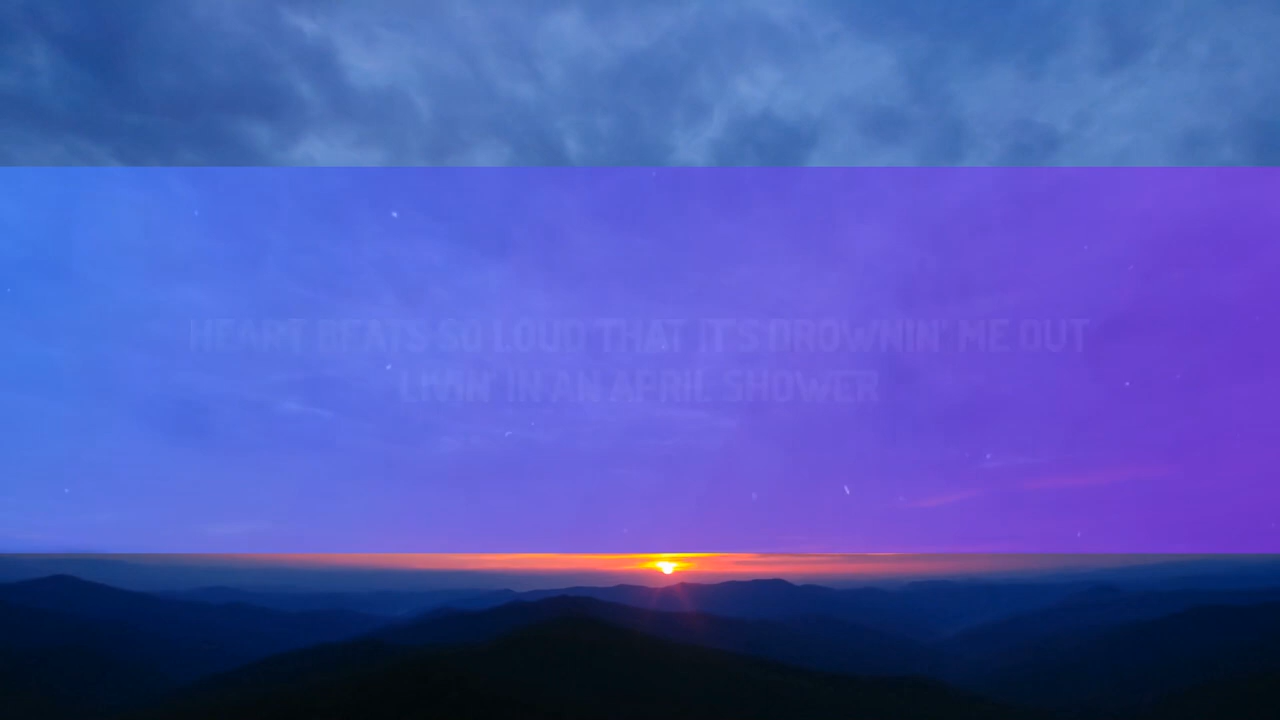 HEART BEATS SO LOUD THAT IT'S DROWNIN' ME OUT
LIVIN' IN AN APRIL SHOWER